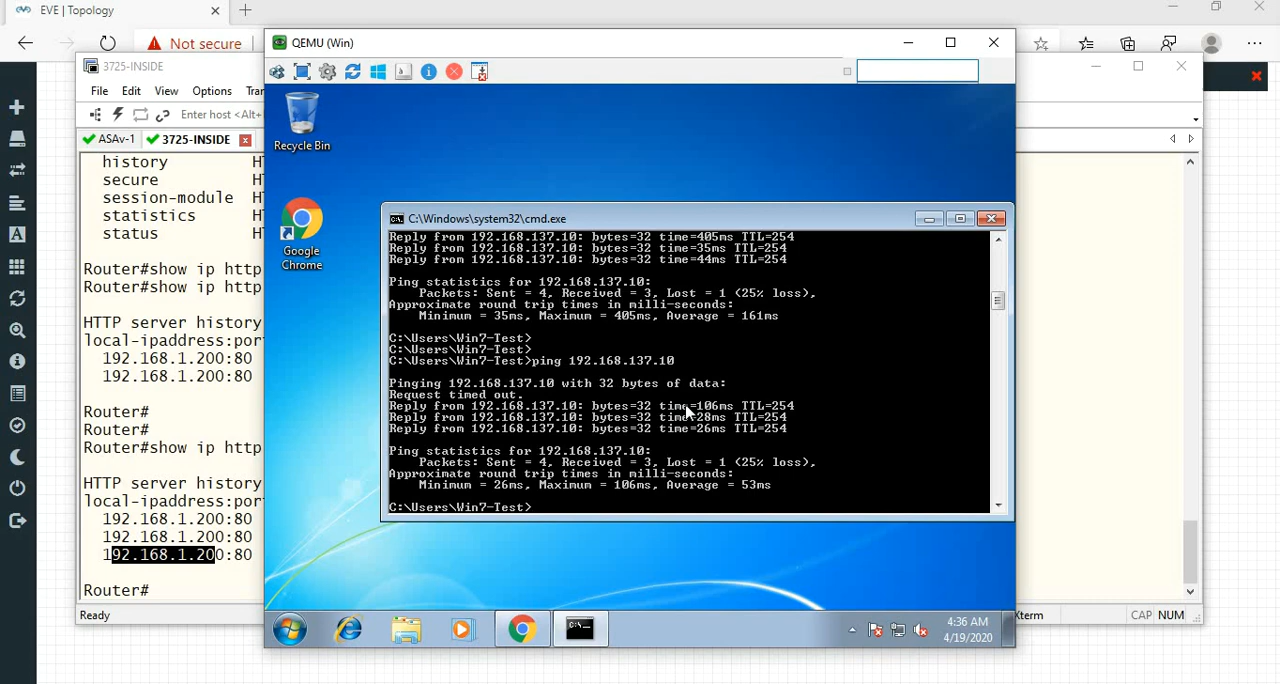 EVE | Topology
Not secure
QEMU (Win)
3725-INSIDE
File Edit View Options Tra
Enter host <Alt+
ASAv-1 3725-INSIDE
history H
secure H
session-module H
statistics H
status H
Router#show ip http
Router#show ip http
HTTP server history
local-ipaddress:por
192.168.1.200:80
192.168.1.200:80
Router#
Router#
Router#show ip http
HTTP server history
local-ipaddress:por
192.168.1.200:80
192.168.1.200:80
192.168.1.200:80
Router#
Ready
Xterm CAP NUM
Recycle Bin
Google
Chrome
C:\Windows\system32\cmd.exe
Reply from 192.168.137.10: bytes=32 time=405ms TTL=254
Reply from 192.168.137.10: bytes=32 time=35ms TTL=254
Reply from 192.168.137.10: bytes=32 time=44ms TTL=254
Ping statistics for 192.168.137.10:
Packets: Sent = 4, Received = 3, Lost = 1 (25% loss),
Approximate round trip times in milli-seconds:
Minimum = 35ms, Maximum = 405ms, Average = 161ms
C:\Users\Win7-Test>
C:\Users\Win7-Test>
C:\Users\Win7-Test>ping 192.168.137.10
Pinging 192.168.137.10 with 32 bytes of data:
Request timed out.
Reply from 192.168.137.10: bytes=32 time=106ms TTL=254
Reply from 192.168.137.10: bytes=32 time=28ms TTL=254
Reply from 192.168.137.10: bytes=32 time=26ms TTL=254
Ping statistics for 192.168.137.10:
Packets: Sent = 4, Received = 3, Lost = 1 (25% loss),
Approximate round trip times in milli-seconds:
Minimum = 26ms, Maximum = 106ms, Average = 53ms
C:\Users\Win7-Test>
4:36 AM
4/19/2020